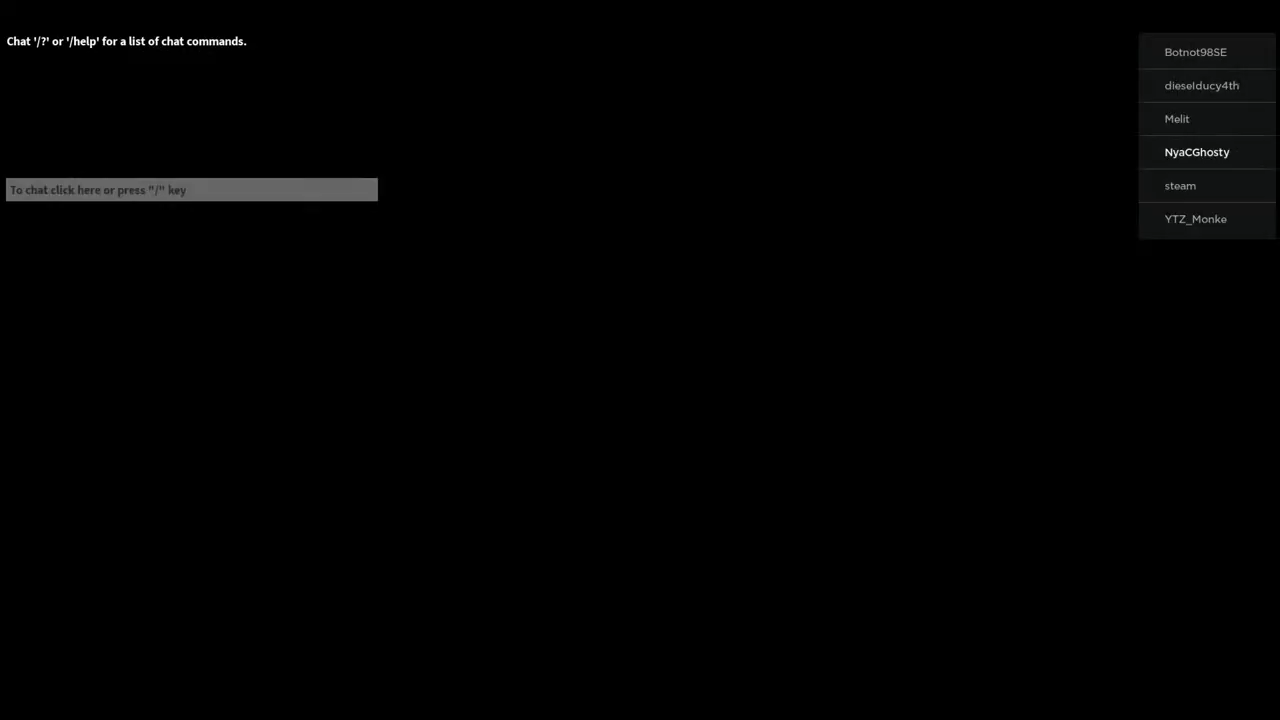 Chat '/?' or '/help' for a list of chat commands.
To chat click here or press "/" key
Botnot98SE
dieselducy4th
Melit
NyaCGhosty
steam
YTZ_Monke